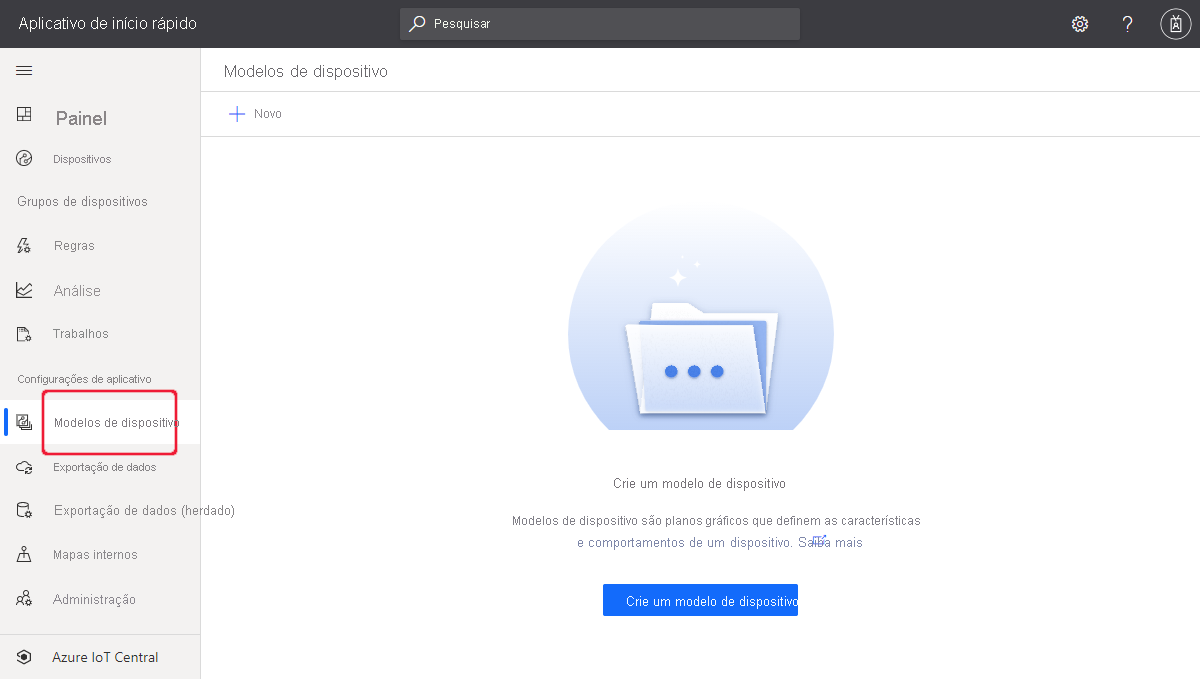 Aplicativo de início rápido
Pesquisar
?
Modelos de dispositivo
Novo
Painel
Dispositivos
Grupos de dispositivos
Regras
Análise
Trabalhos
Configurações de aplicativo
Modelos de dispositivo
Exportação de dados
Exportação de dados (herdado)
Mapas internos
Administração
Azure IoT Central
Crie um modelo de dispositivo
Modelos de dispositivo são planos gráficos que definem as características
e comportamentos de um dispositivo. Saiba mais
Crie um modelo de dispositivo